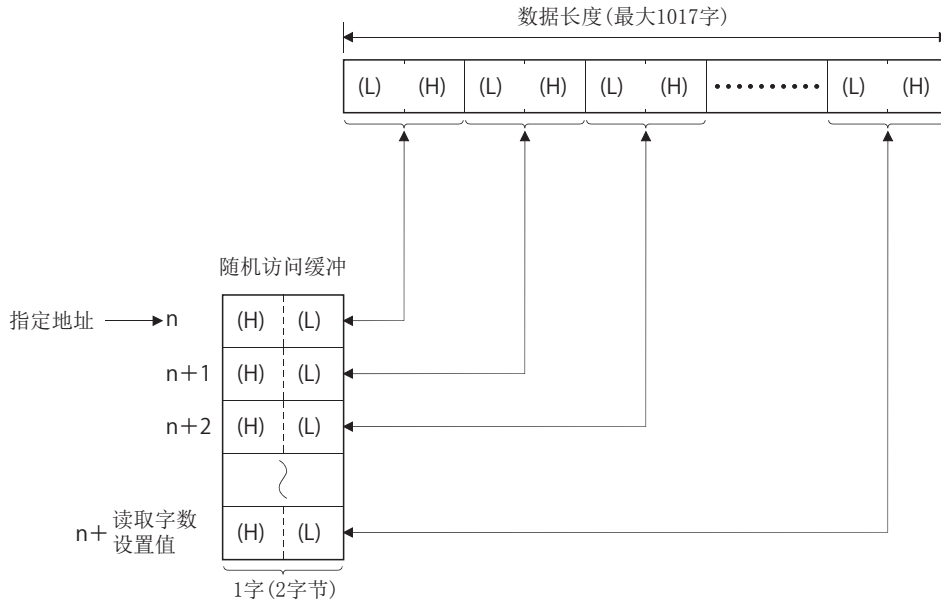 数据长度(最大1017字)
(L) (H) (L) (H) (L) (H) •••••••••• (L) (H)
随机访问缓冲
指定地址 n (H) (L)
n+1 (H) (L)
n+2 (H) (L)
n+ 读取字数 (H) (L)
设置值
1字(2字节)